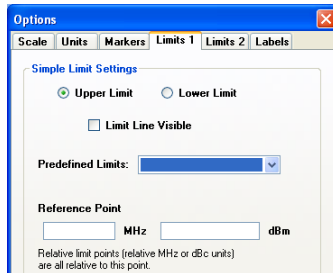 Options
Scale Units Markers Limits 1 Limits 2 Labels
Simple Limit Settings
Upper Limit Lower Limit
Limit Line Visible
Predefined Limits:
Reference Point
MHz dBm
Relative limit points (relative MHz or dBc units)
are all relative to this point.